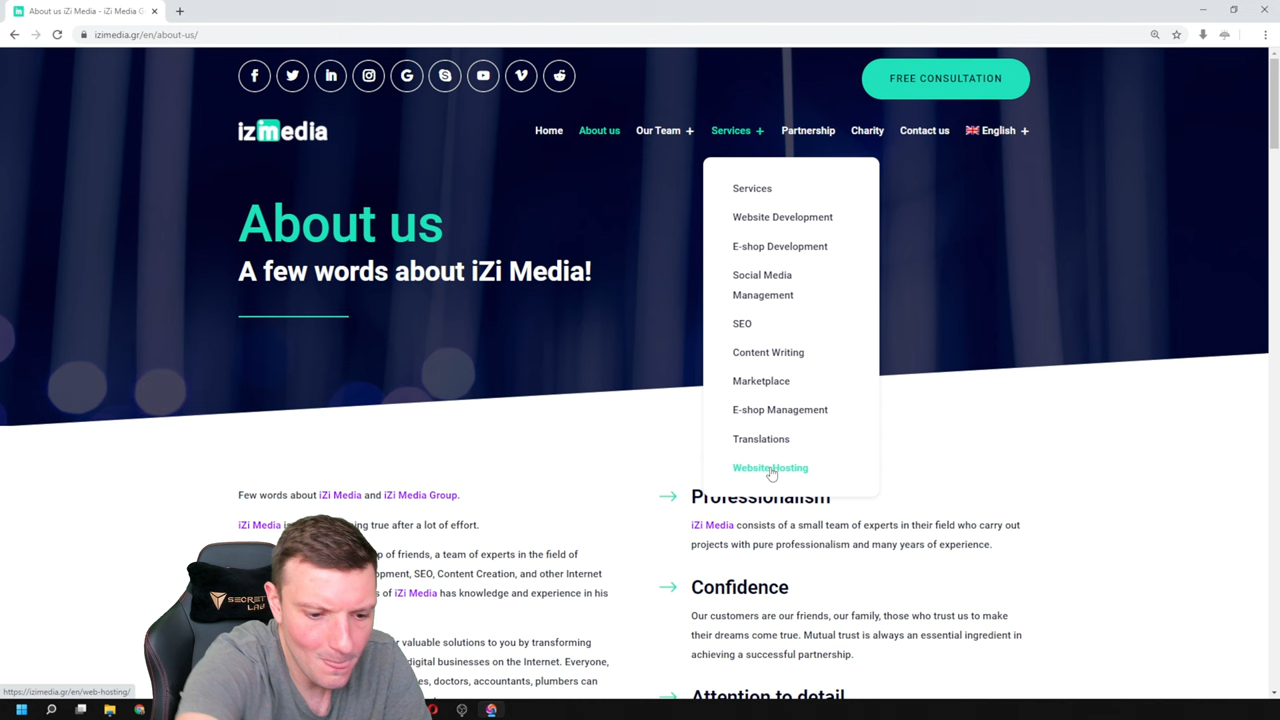 About us iZi Media - iZi Media G
izimedia.gr/en/about-us/
FREE CONSULTATION
izimedia
Home About us Our Team + Services + Partnership Charity Contact us English +
Services
Website Development
E-shop Development
Social Media
Management
SEO
Content Writing
Marketplace
E-shop Management
Translations
Website Hosting
About us
A few words about iZi Media!
Few words about iZi Media and iZi Media Group.
iZi Media is
ing true after a lot of effort.
p of friends, a team of experts in the field of
opment, SEO, Content Creation, and other Internet
s of iZi Media has knowledge and experience in his
r valuable solutions to you by transforming
digital businesses on the Internet. Everyone,
es, doctors, accountants, plumbers can
Professionalism
iZi Media consists of a small team of experts in their field who carry out
projects with pure professionalism and many years of experience.
Confidence
Our customers are our friends, our family, those who trust us to make
their dreams come true. Mutual trust is always an essential ingredient in
achieving a successful partnership.
Attention to detail
SECRET
LAB
https://izimedia.gr/en/web-hosting/